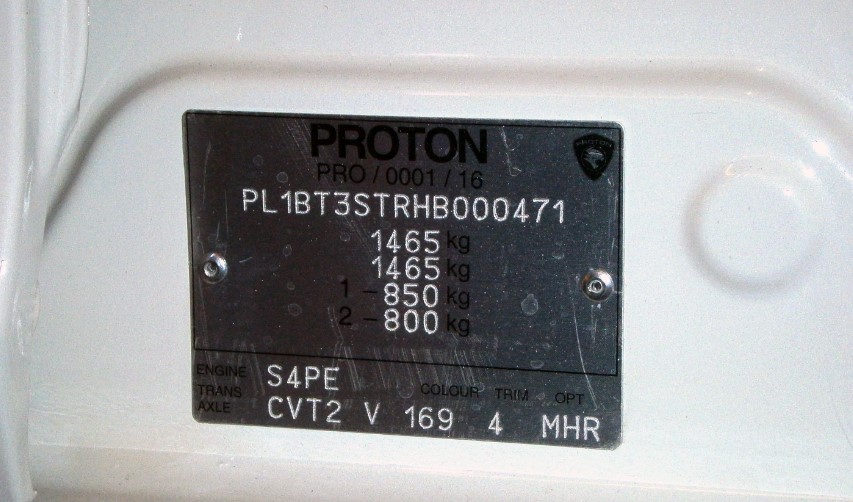 PROTON
PRO / 0001 / 16
PL1BT3STRHB000471
1465 kg
1465 kg
1 - 850 kg
2 - 800 kg
ENGINE S4PE
TRANS AXLE CVT2 V COLOUR 169 TRIM 4 OPT MHR